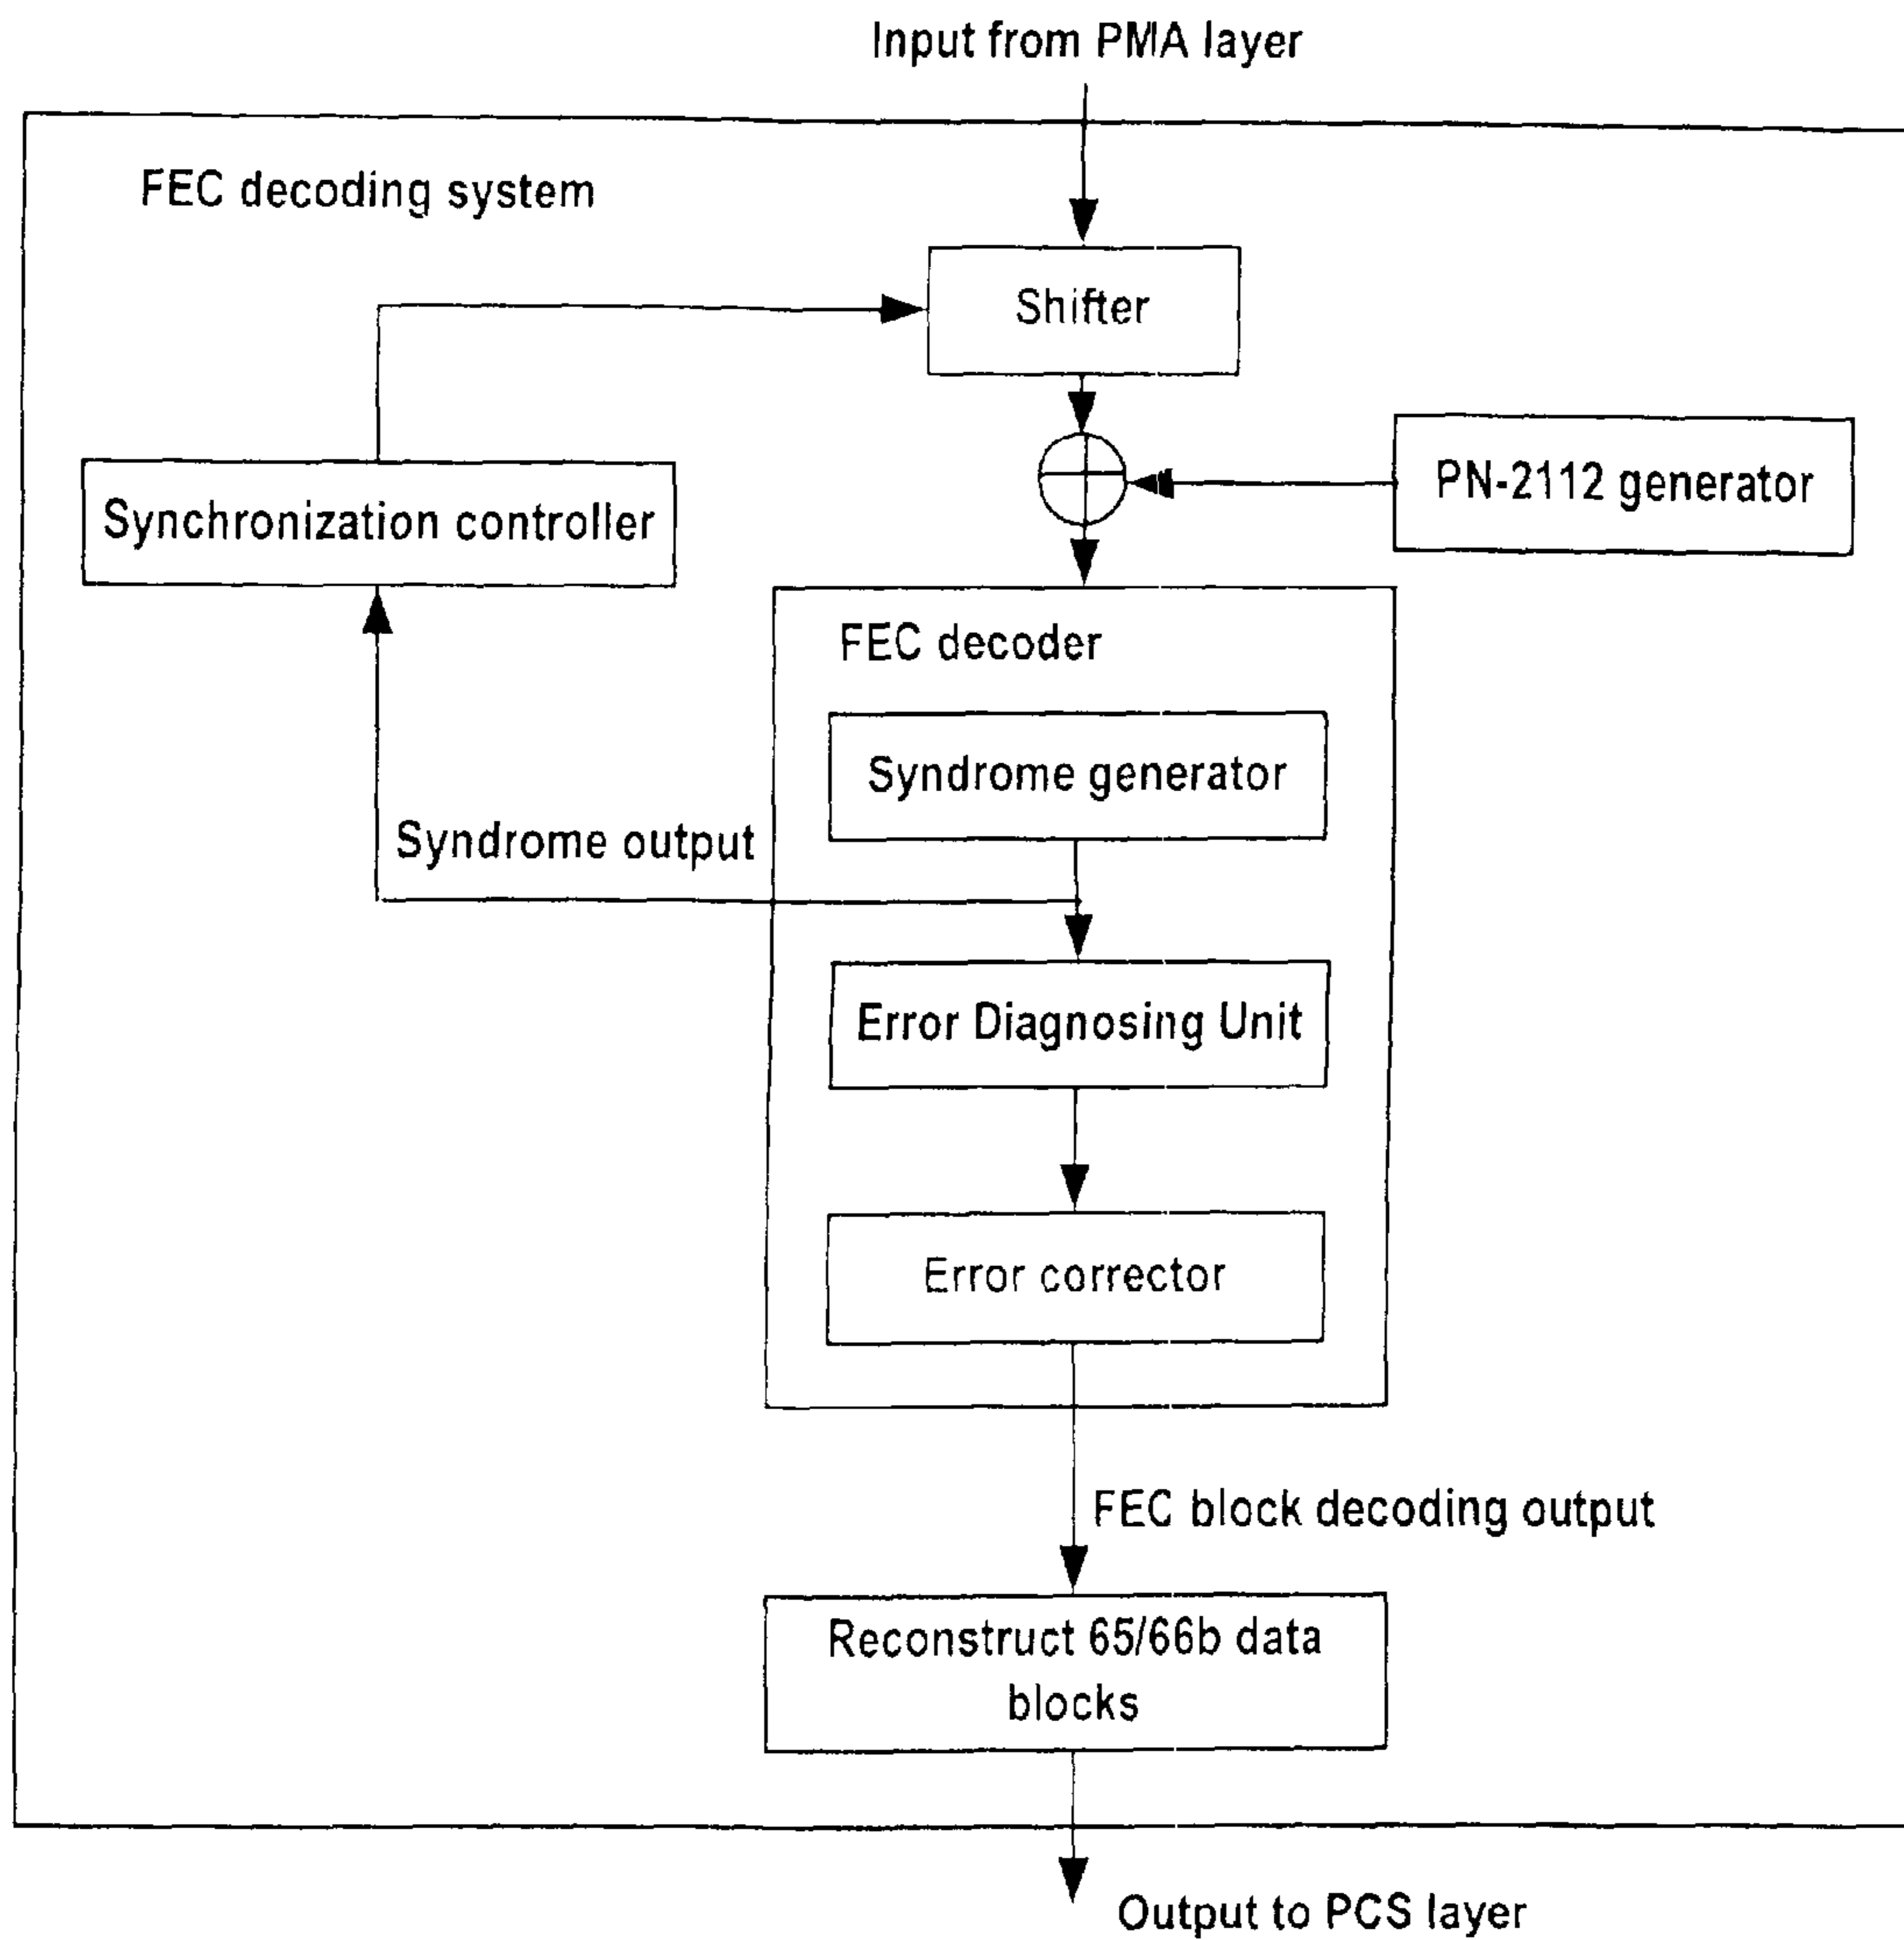 Input from PMA layer
FEC decoding system
Shifter
PN-2112 generator
Synchronization controller
FEC decoder
Syndrome generator
Syndrome output
Error Diagnosing Unit
Error corrector
FEC block decoding output
Reconstruct 65/66b data
blocks
Output to PCS layer